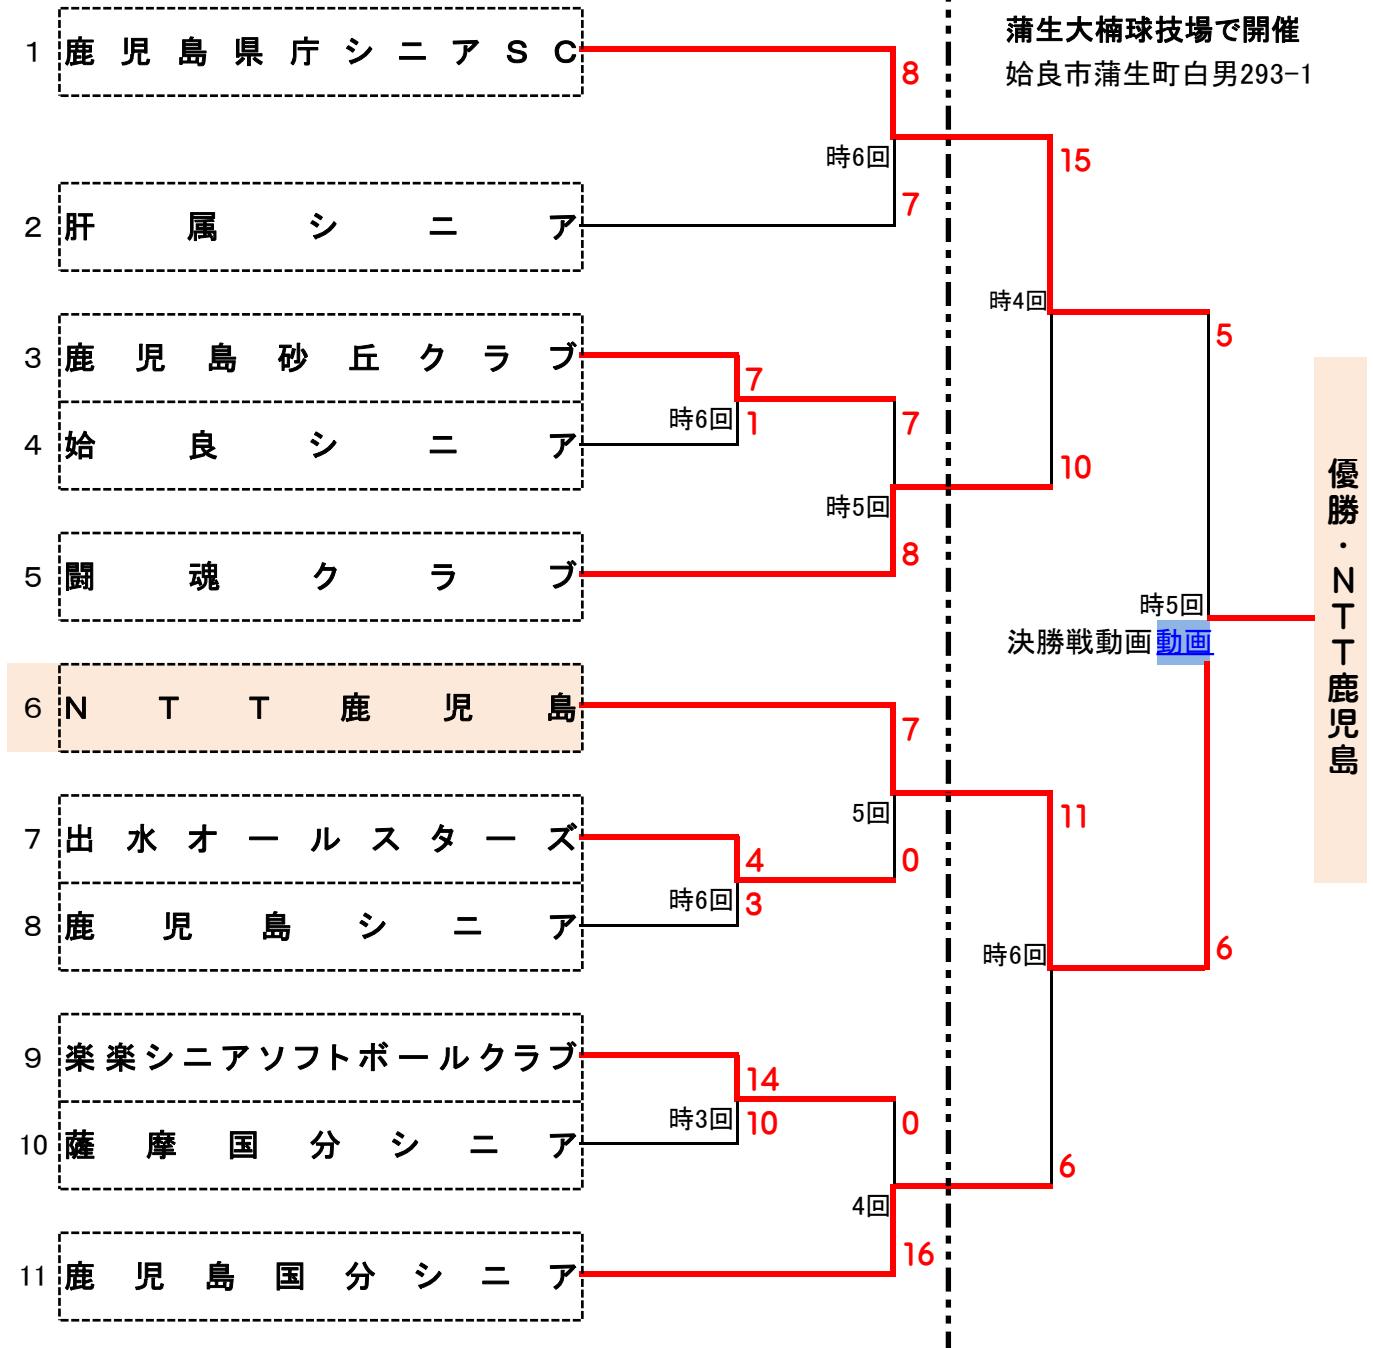 蒲生大楠球技場で開催
姶良市蒲生町白男293-1
1 鹿児島県庁シニアSC
8
時6回
15
7
2 肝属シニア
時4回
5
3 鹿児島砂丘クラブ
7
時6回
1
7
4 姶良シニア
10
時5回
8
5 闘魂クラブ
時5回
決勝戦動画 動画
優勝・NTT鹿児島
6 NTT鹿児島
7
5回
11
7 出水オールスターズ
4
0
時6回
3
8 鹿児島シニア
時6回
6
9 楽楽シニアソフトボールクラブ
14
時3回
10
0
10 薩摩国分シニア
6
4回
16
11 鹿児島国分シニア